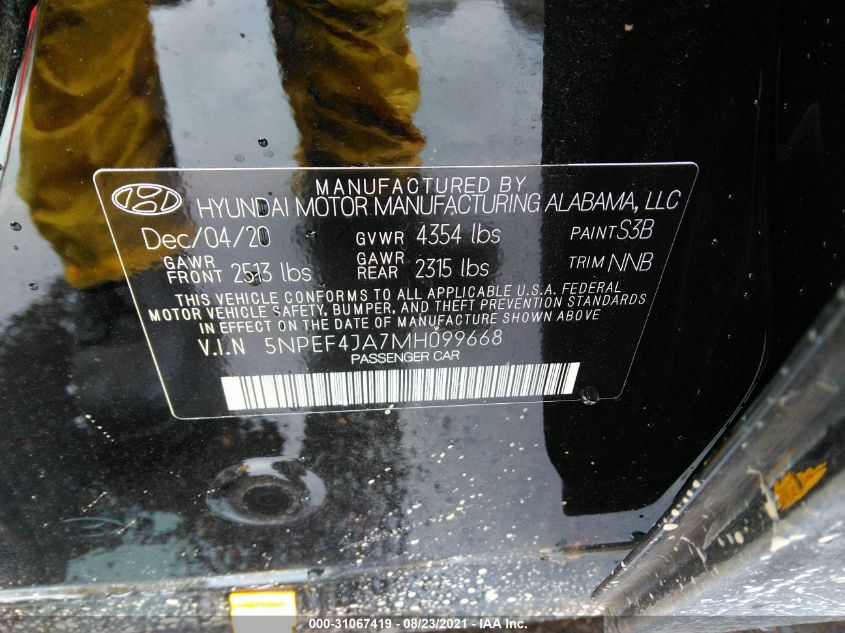 MANUFACTURED BY
HYUNDAI MOTOR MANUFACTURING ALABAMA, LLC
Dec/04/20 GVWR 4354 lbs PAINT S3B
GAWR FRONT 2513 lbs GAWR REAR 2315 lbs TRIM NNB
THIS VEHICLE CONFORMS TO ALL APPLICABLE U.S.A. FEDERAL
MOTOR VEHICLE SAFETY, BUMPER, AND THEFT PREVENTION STANDARDS
IN EFFECT ON THE DATE OF MANUFACTURE SHOWN ABOVE
V.I.N 5NPEF4JA7MH099668
PASSENGER CAR
000-31067419 - 08/23/2021 - IAA Inc.